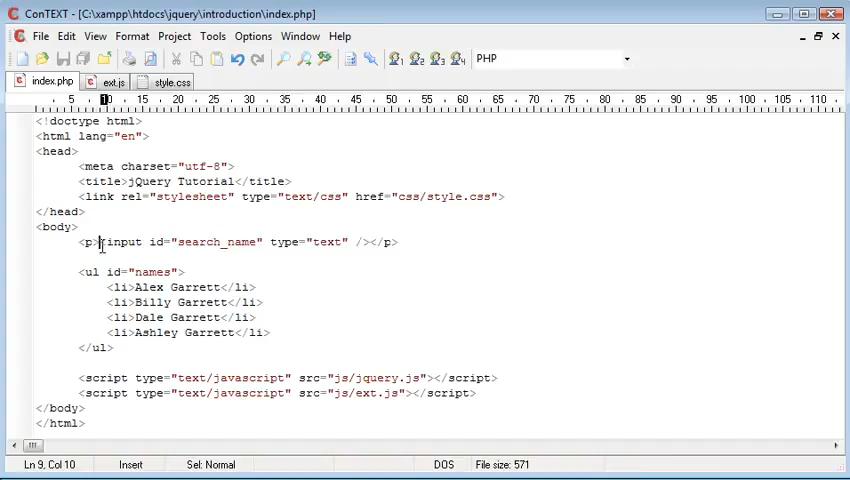 ConTEXT - [C:\xampp\htdocs\jquery\introduction\index.php]
File Edit View Format Project Tools Options Window Help
1 2 3 4 PHP
index.php ext.js style.css
5 10 15 20 25 30 35 40 45 50 55 60 65 70 75 80 85 90 95 100 105 110
<!doctype html>
<html lang="en">
<head>
<meta charset="utf-8">
<title>jQuery Tutorial</title>
<link rel="stylesheet" type="text/css" href="css/style.css">
</head>
<body>
<p><input id="search_name" type="text" /></p>
<ul id="names">
<li>Alex Garrett</li>
<li>Billy Garrett</li>
<li>Dale Garrett</li>
<li>Ashley Garrett</li>
</ul>
<script type="text/javascript" src="js/jquery.js"></script>
<script type="text/javascript" src="js/ext.js"></script>
</body>
</html>
Ln 9, Col 10 Insert Sel: Normal DOS File size: 571